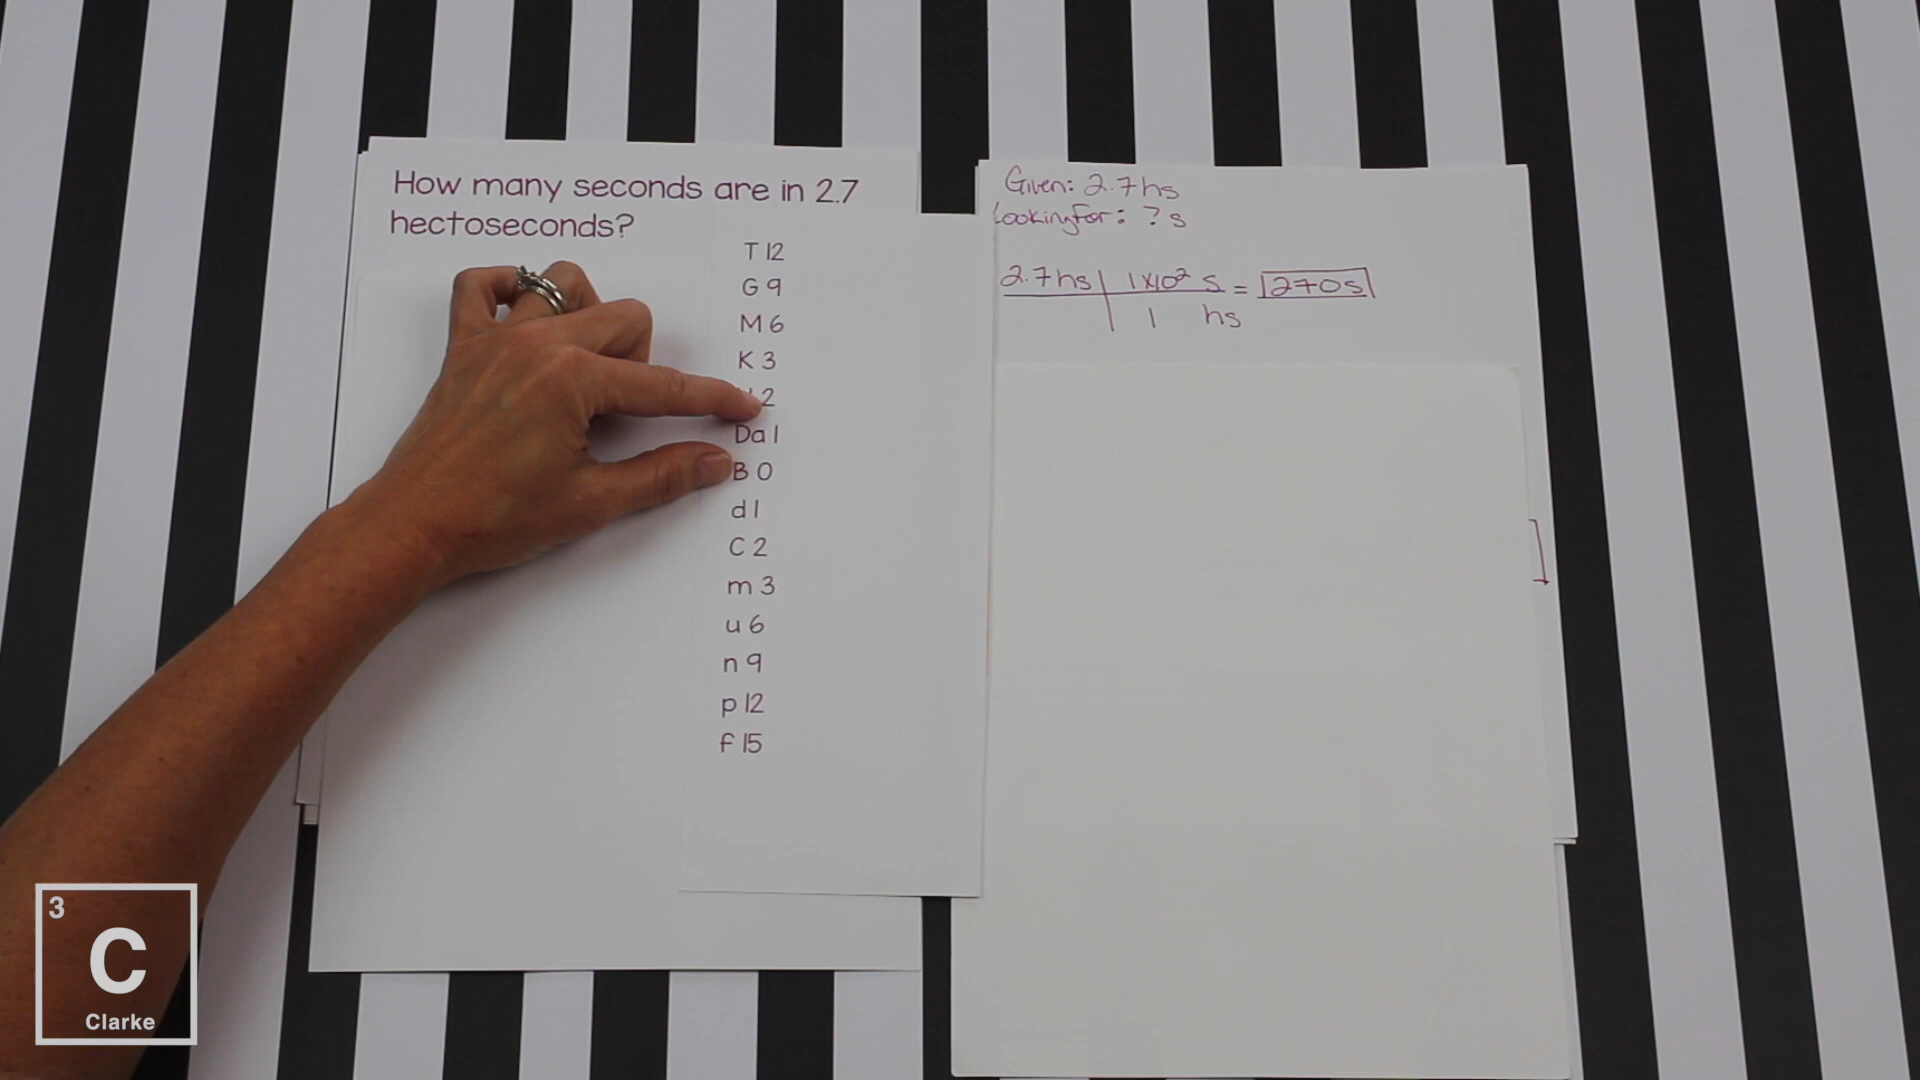 How many seconds are in 2.7
hectoseconds?
T 12
G 9
M 6
K 3
2
Da 1
B 0
d 1
C 2
m 3
u 6
n 9
p 12
f 15
Given: 2.7hs
Looking for: ? s
2.7hs | 1x10² s = 270s
1 hs
3
C
Clarke